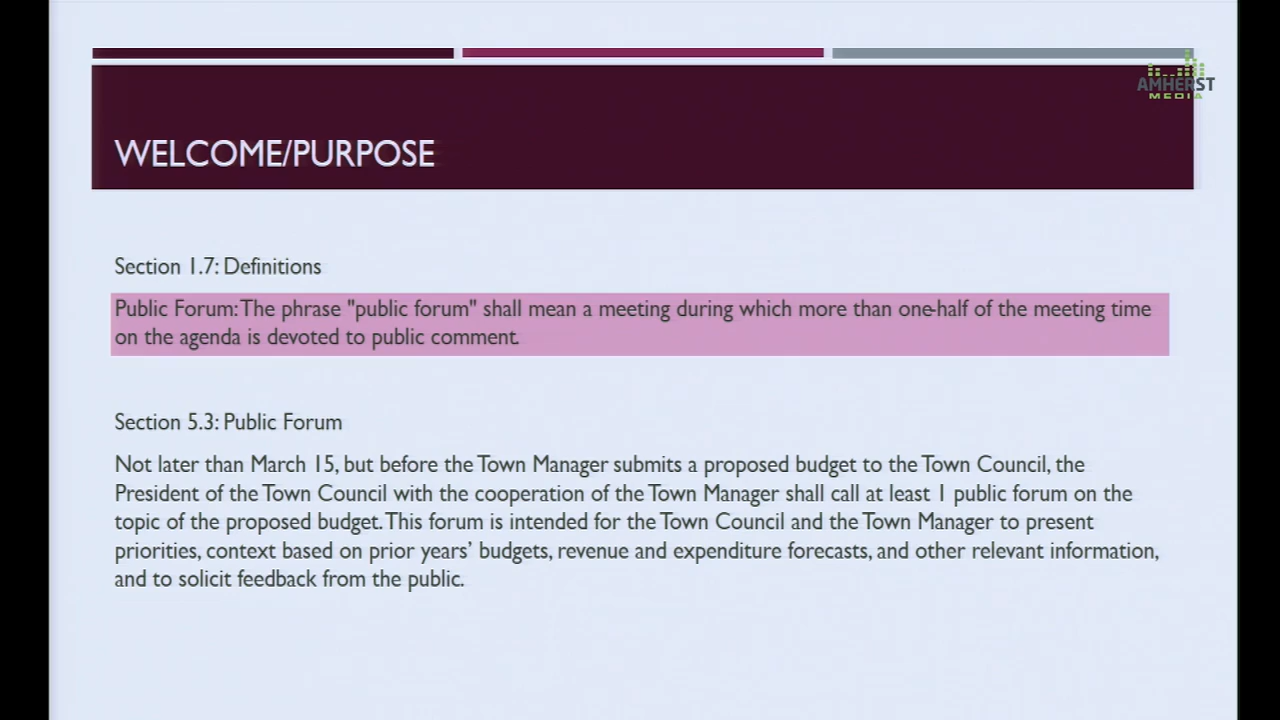 AMHERST
MEDIA
WELCOME/PURPOSE
Section 1.7: Definitions
Public Forum: The phrase "public forum" shall mean a meeting during which more than one-half of the meeting time
on the agenda is devoted to public comment.
Section 5.3: Public Forum
Not later than March 15, but before the Town Manager submits a proposed budget to the Town Council, the
President of the Town Council with the cooperation of the Town Manager shall call at least 1 public forum on the
topic of the proposed budget. This forum is intended for the Town Council and the Town Manager to present
priorities, context based on prior years’ budgets, revenue and expenditure forecasts, and other relevant information,
and to solicit feedback from the public.